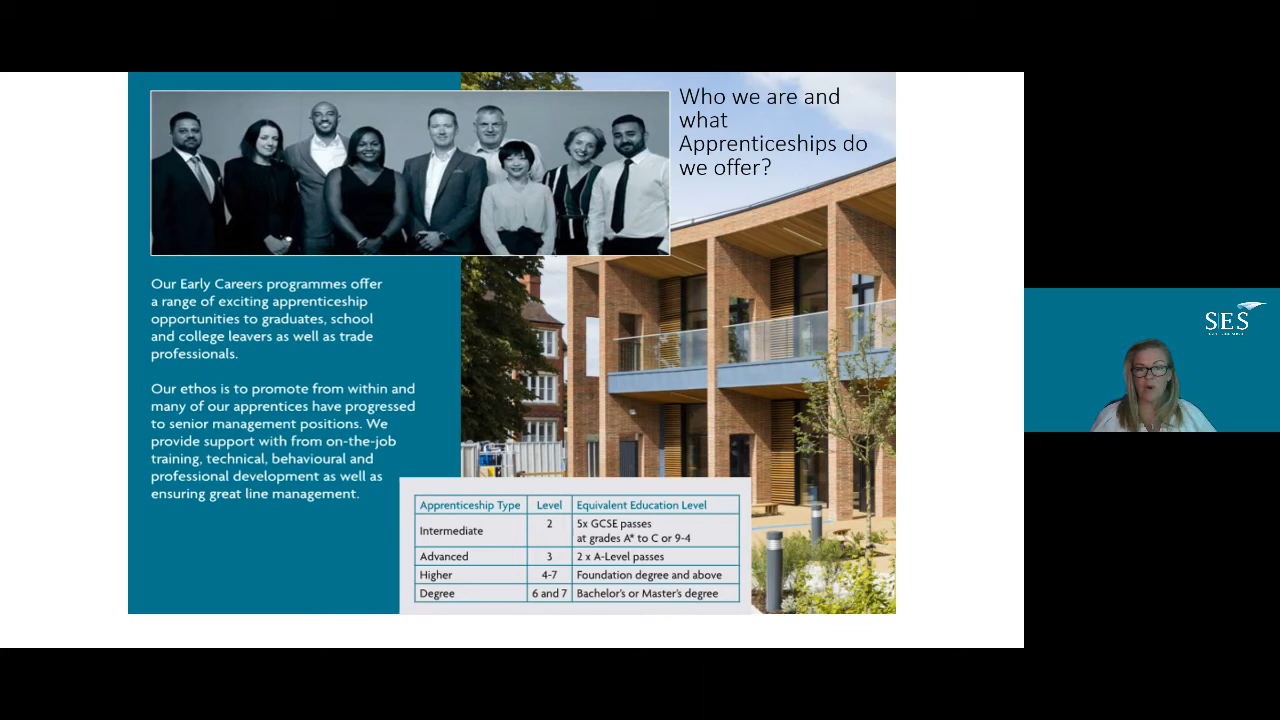 Who we are and
what
Apprenticeships do
we offer?
Our Early Careers programmes offer
a range of exciting apprenticeship
opportunities to graduates, school
and college leavers as well as trade
professionals.
Our ethos is to promote from within and
many of our apprentices have progressed
to senior management positions. We
provide support with from on-the-job
training, technical, behavioural and
professional development as well as
ensuring great line management.
Apprenticeship Type Level Equivalent Education Level
Intermediate 2 5x GCSE passes
at grades A* to C or 9-4
Advanced 3 2 x A-Level passes
Higher 4-7 Foundation degree and above
Degree 6 and 7 Bachelor's or Master's degree
SES